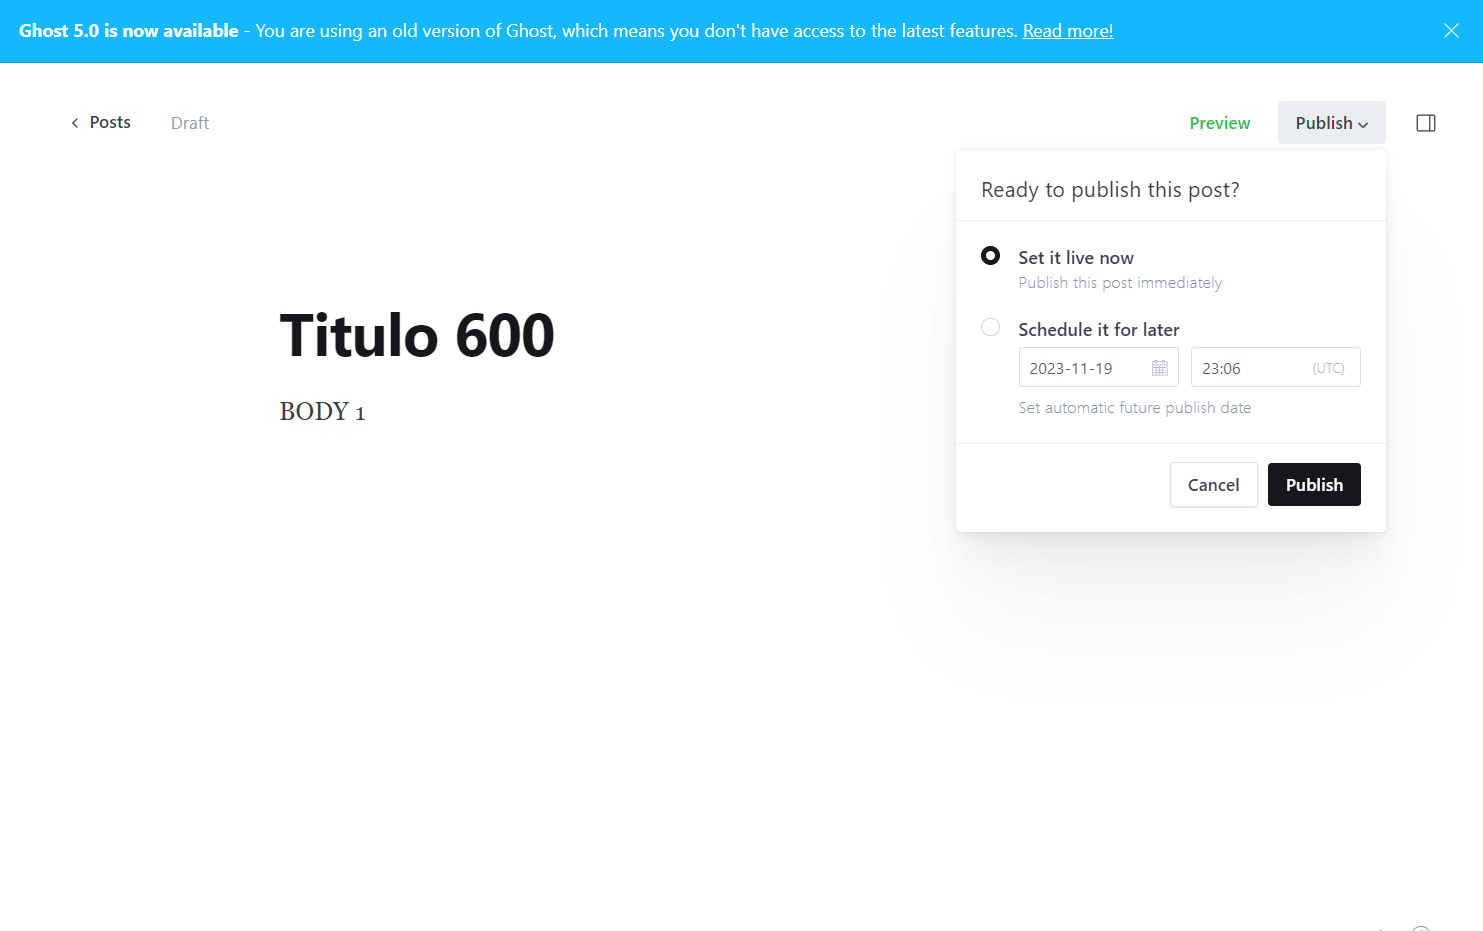 Ghost 5.0 is now available - You are using an old version of Ghost, which means you don't have access to the latest features. Read more!
Posts
Draft
Preview
Publish
Ready to publish this post?
Set it live now
Publish this post immediately
Schedule it for later
2023-11-19
23:06
(UTC)
Set automatic future publish date
Cancel
Publish
Titulo 600
BODY 1